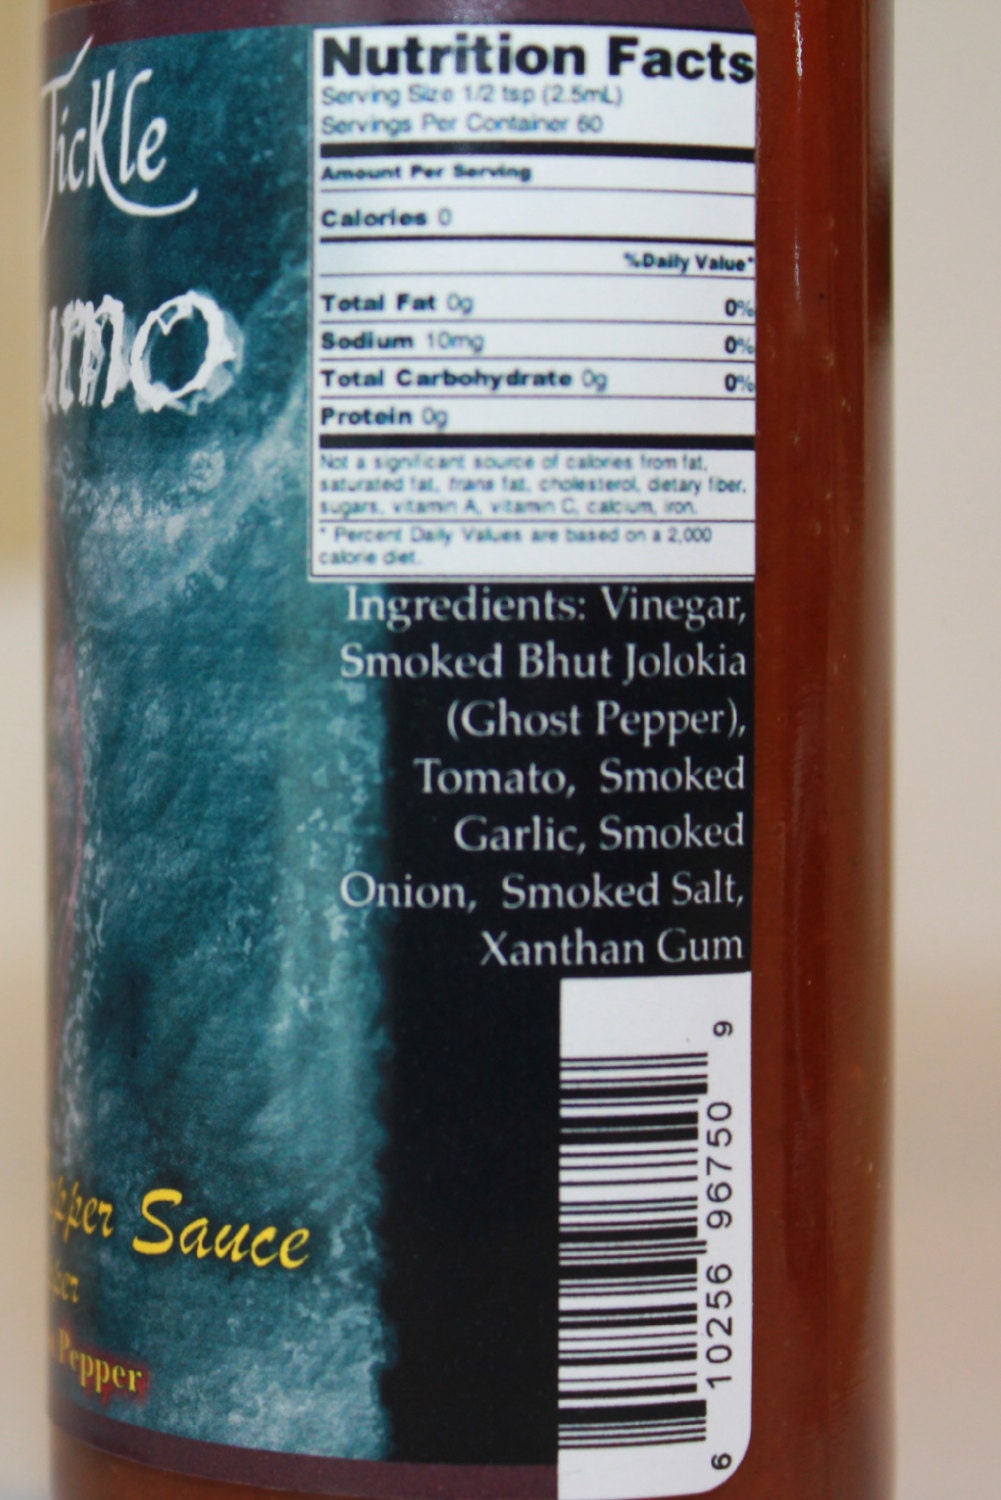 Tickle
Nutrition Facts
Serving Size 1/2 tsp (2.5mL)
Servings Per Container 60
Amount Per Serving
Calories 0
%Daily Value*
Total Fat 0g 0%
Sodium 10mg 0%
Total Carbohydrate 0g 0%
Protein 0g
Not a significant source of calories from fat,
saturated fat, trans fat, cholesterol, dietary fiber,
sugars, vitamin A, vitamin C, calcium, iron.
* Percent Daily Values are based on a 2,000
calorie diet.
Ingredients: Vinegar,
Smoked Bhut Jolokia
(Ghost Pepper),
Tomato, Smoked
Garlic, Smoked
Onion, Smoked Salt,
Xanthan Gum
Sauce
Pepper
6 10256 96750 9